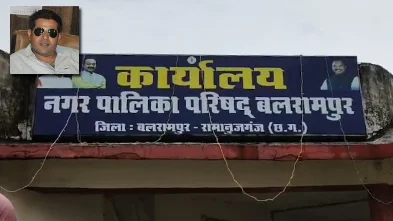 कार्यालय
नगर पालिका परिषद् बलरामपुर
जिला : बलरामपुर - रामानुजगंज (छ.ग.)